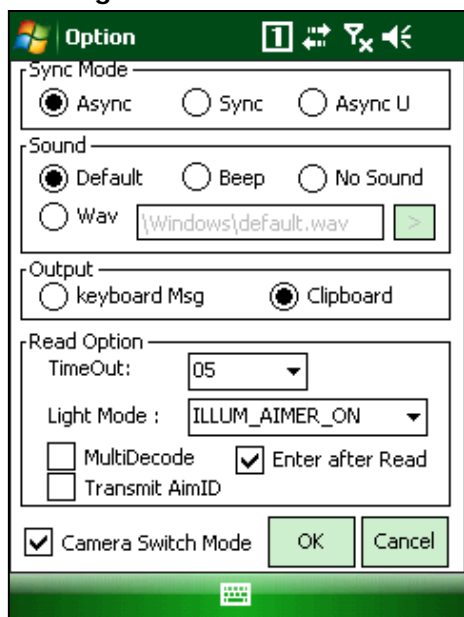 Option 1
Sync Mode
Async Sync Async U
Sound
Default Beep No Sound
Wav \Windows\default.wav >
Output
keyboard Msg Clipboard
Read Option
TimeOut: 05
Light Mode : ILLUM_AIMER_ON
MultiDecode Enter after Read
Transmit AimID
Camera Switch Mode OK Cancel